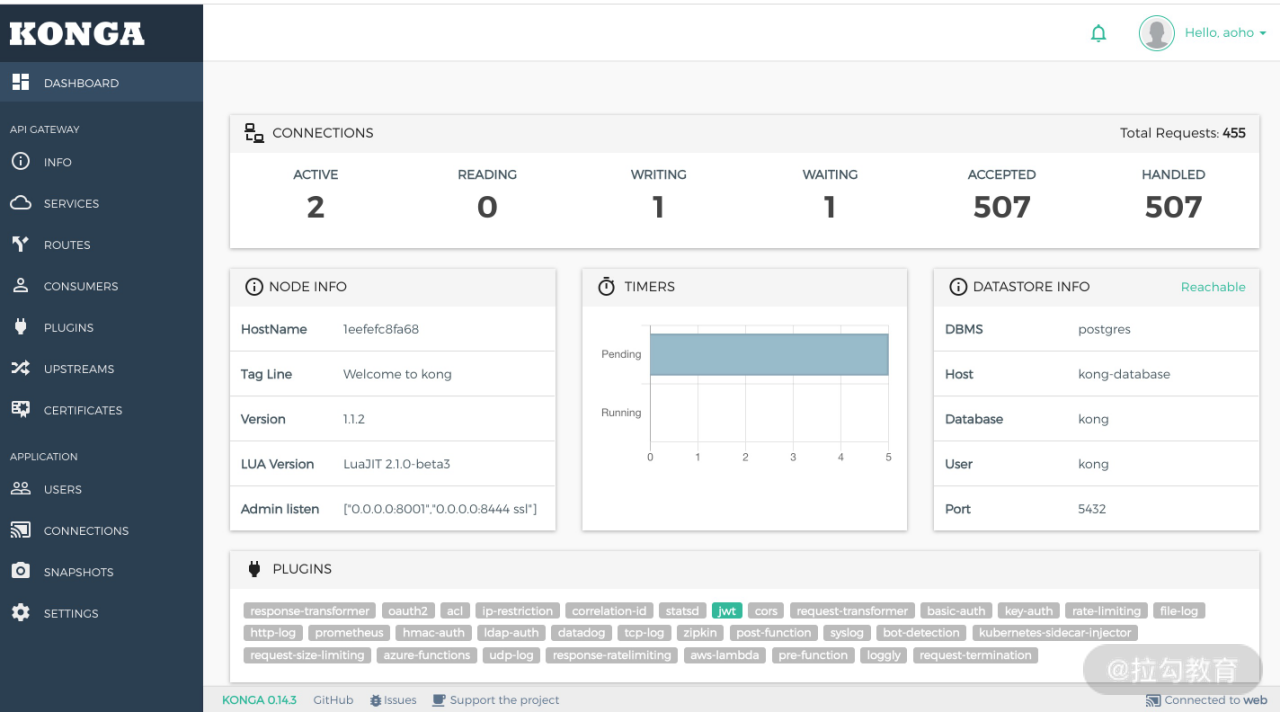 KONGA
Hello, aoho
DASHBOARD
API GATEWAY
INFO
SERVICES
ROUTES
CONSUMERS
PLUGINS
UPSTREAMS
CERTIFICATES
APPLICATION
USERS
CONNECTIONS
SNAPSHOTS
SETTINGS
CONNECTIONS Total Requests: 455
ACTIVE READING WRITING WAITING ACCEPTED HANDLED
2 0 1 1 507 507
NODE INFO
HostName 1eefefc8fa68
Tag Line Welcome to kong
Version 1.1.2
LUA Version LuaJIT 2.1.0-beta3
Admin listen ["0.0.0.0:8001","0.0.0.0:8444 ssl"]
TIMERS
Pending
Running
0 1 2 3 4 5
DATASTORE INFO Reachable
DBMS postgres
Host kong-database
Database kong
User kong
Port 5432
PLUGINS
response-transformer oauth2 acl ip-restriction correlation-id statsd jwt cors request-transformer basic-auth key-auth rate-limiting file-log
http-log prometheus hmac-auth ldap-auth datadog tcp-log zipkin post-function syslog bot-detection kubernetes-sidecar-injector
request-size-limiting azure-functions udp-log response-ratelimiting aws-lambda pre-function loggly request-termination
@拉勾教育
KONGA 0.14.3 GitHub Issues Support the project Connected to web